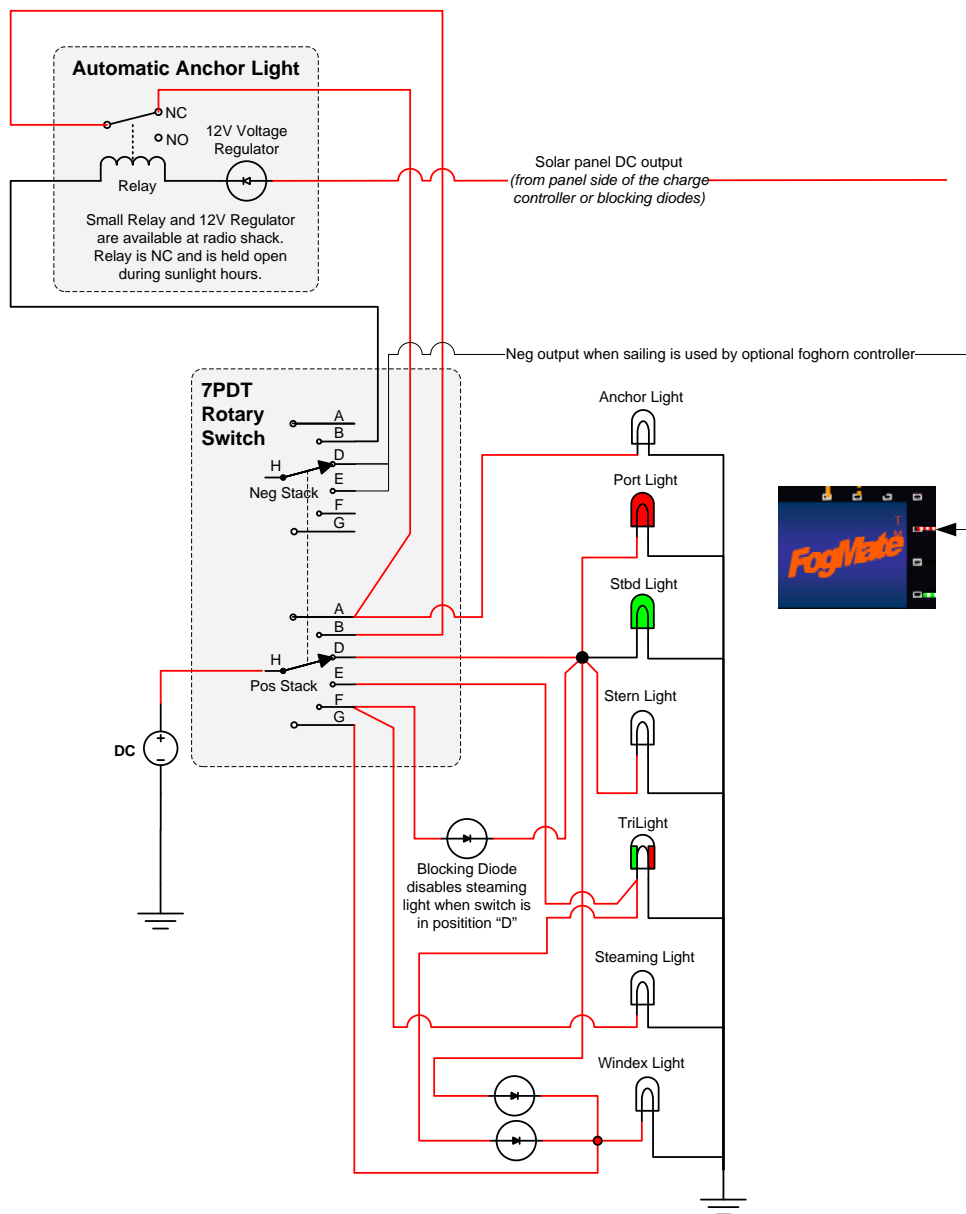 Automatic Anchor Light
NC
NO
12V Voltage
Regulator
Relay
Small Relay and 12V Regulator
are available at radio shack.
Relay is NC and is held open
during sunlight hours.
Solar panel DC output
(from panel side of the charge
controller or blocking diodes)
Neg output when sailing is used by optional foghorn controller
7PDT
Rotary
Switch
A
B
D
H
E
Neg Stack
F
G
A
B
D
H
E
Pos Stack
F
G
DC
+
−
Anchor Light
Port Light
Stbd Light
Stern Light
TriLight
Steaming Light
Windex Light
Blocking Diode
disables steaming
light when switch is
in positition “D”
FogMate
T
M